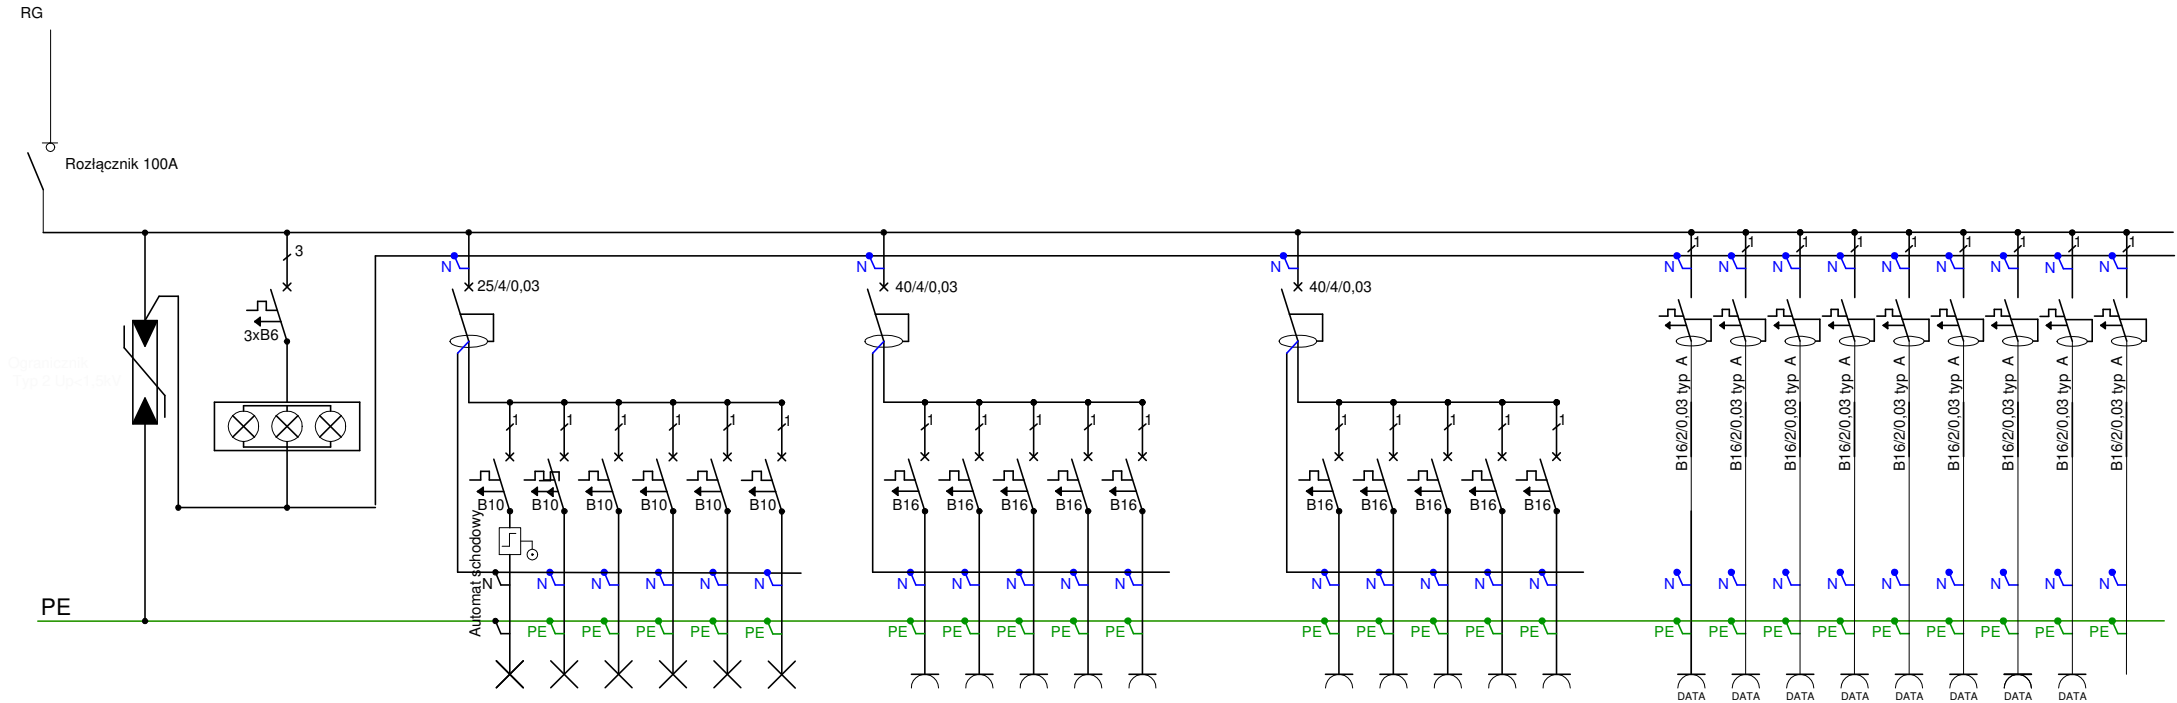 RG
Rozłącznik 100A
3 1 1 1 1 1 1 1 1 1
N N N N N N N N N N N N
25/4/0,03 40/4/0,03 40/4/0,03
3xB6
B16/2/0,03 typ A
B16/2/0,03 typ A
B16/2/0,03 typ A
B16/2/0,03 typ A
B16/2/0,03 typ A
B16/2/0,03 typ A
B16/2/0,03 typ A
B16/2/0,03 typ A
B16/2/0,03 typ A
1 1 1 1 1 1 1 1 1 1 1 1 1 1 1 1
B10 B10 B10 B10 B10 B10 B16 B16 B16 B16 B16 B16 B16 B16 B16 B16
Automat schodowy
N N N N N N N N N N N N N N N N N N N N N N N N N
PE
PE PE PE PE PE PE PE PE PE PE PE PE PE PE PE PE PE PE PE PE PE PE PE PE
DATA DATA DATA DATA DATA DATA DATA DATA